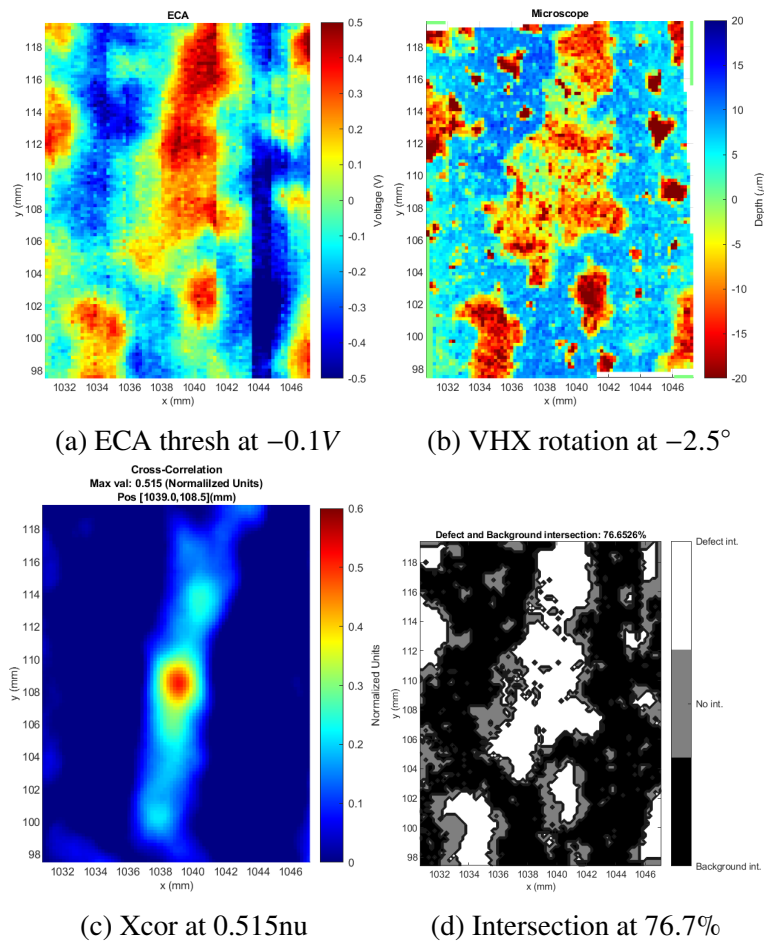 ECA
118
116
114
112
110
108
106
104
102
100
98
y (mm)
1032 1034 1036 1038 1040 1042 1044 1046
x (mm)
0.5
0.4
0.3
0.2
0.1
0
-0.1
-0.2
-0.3
-0.4
-0.5
Voltage (V)
Microscope
118
116
114
112
110
108
106
104
102
100
98
y (mm)
1032 1034 1036 1038 1040 1042 1044 1046
x (mm)
20
15
10
5
0
-5
-10
-15
-20
Depth (μm)
(a) ECA thresh at −0.1V
(b) VHX rotation at −2.5°
Cross-Correlation
Max val: 0.515 (Normalilzed Units)
Pos [1039.0,108.5](mm)
118
116
114
112
110
108
106
104
102
100
98
y (mm)
1032 1034 1036 1038 1040 1042 1044 1046
x (mm)
0.6
0.5
0.4
0.3
0.2
0.1
0
Normalized Units
Defect and Background intersection: 76.6526%
118
116
114
112
110
108
106
104
102
100
98
y (mm)
1032 1034 1036 1038 1040 1042 1044 1046
x (mm)
Defect int.
No int.
Background int.
(c) Xcor at 0.515nu
(d) Intersection at 76.7%